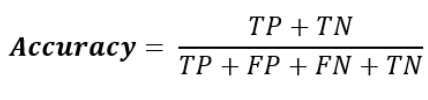 Accuracy = TP + TN / TP + FP + FN + TN